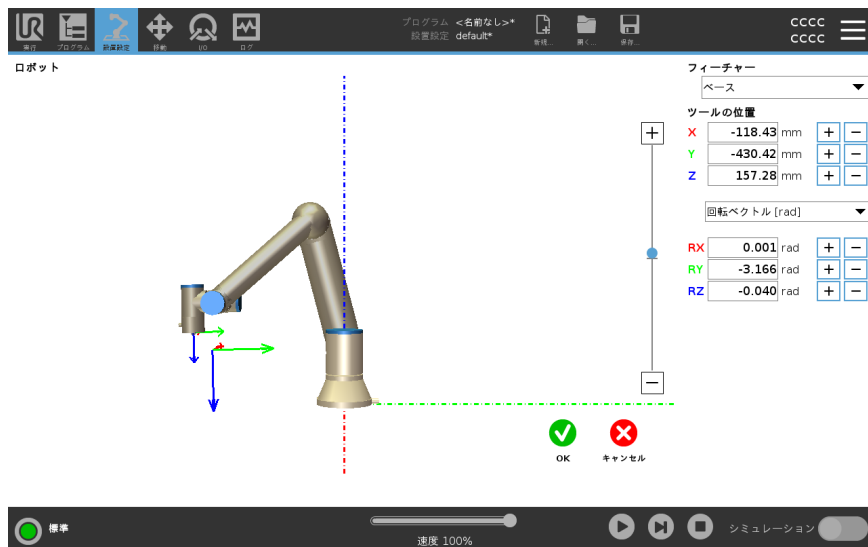 UR
実行
プログラム
設置設定
移動
I/O
ログ
プログラム <名前なし>*
設置設定 default*
新規...
開く...
保存...
CCCC
CCCC
ロボット
フィーチャー
ベース
ツールの位置
X -118.43 mm + −
Y -430.42 mm + −
Z 157.28 mm + −
回転ベクトル [rad]
RX 0.001 rad + −
RY -3.166 rad + −
RZ -0.040 rad + −
OK
キャンセル
標準
速度 100%
シミュレーション